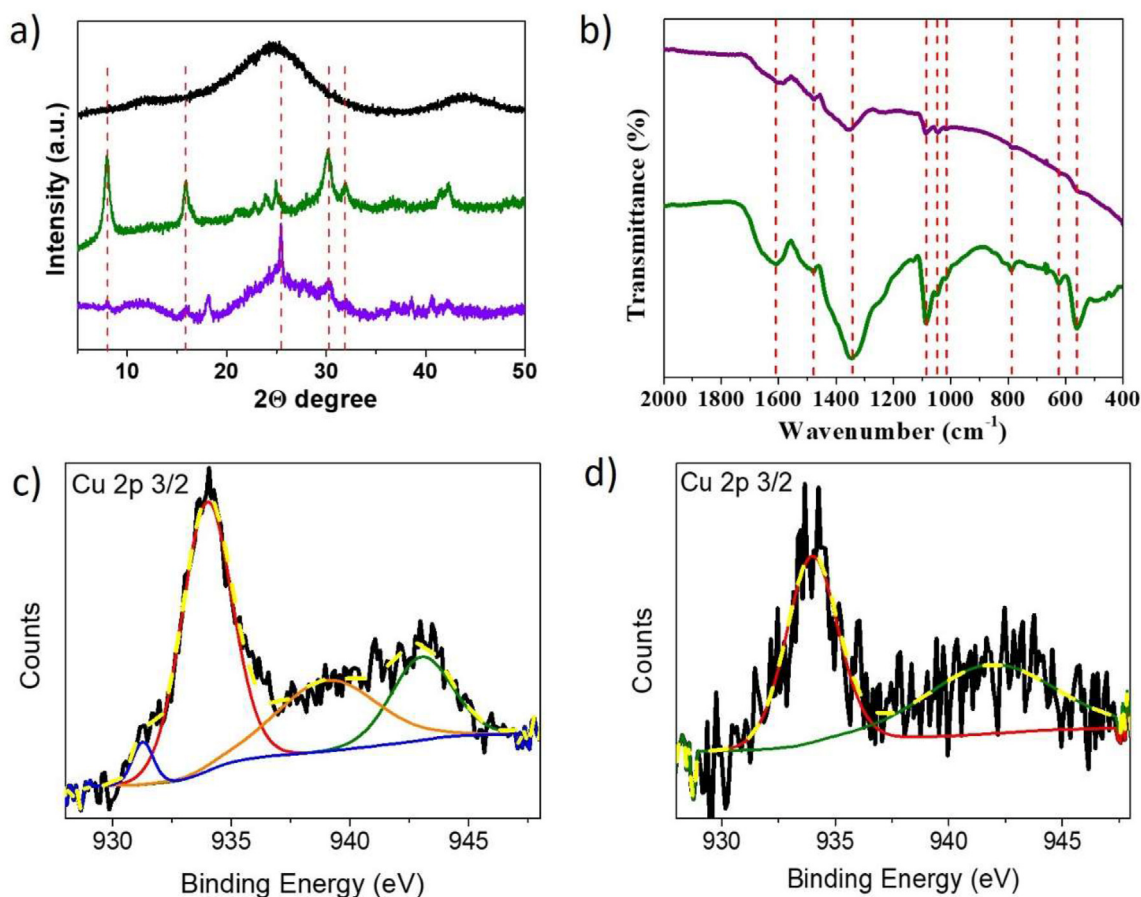 a)
Intensity (a.u.)
10 20 30 40 50
2Θ degree
b)
Transmittance (%)
2000 1800 1600 1400 1200 1000 800 600 400
Wavenumber (cm⁻¹)
c)
Cu 2p 3/2
Counts
930 935 940 945
Binding Energy (eV)
d)
Cu 2p 3/2
Counts
930 935 940 945
Binding Energy (eV)